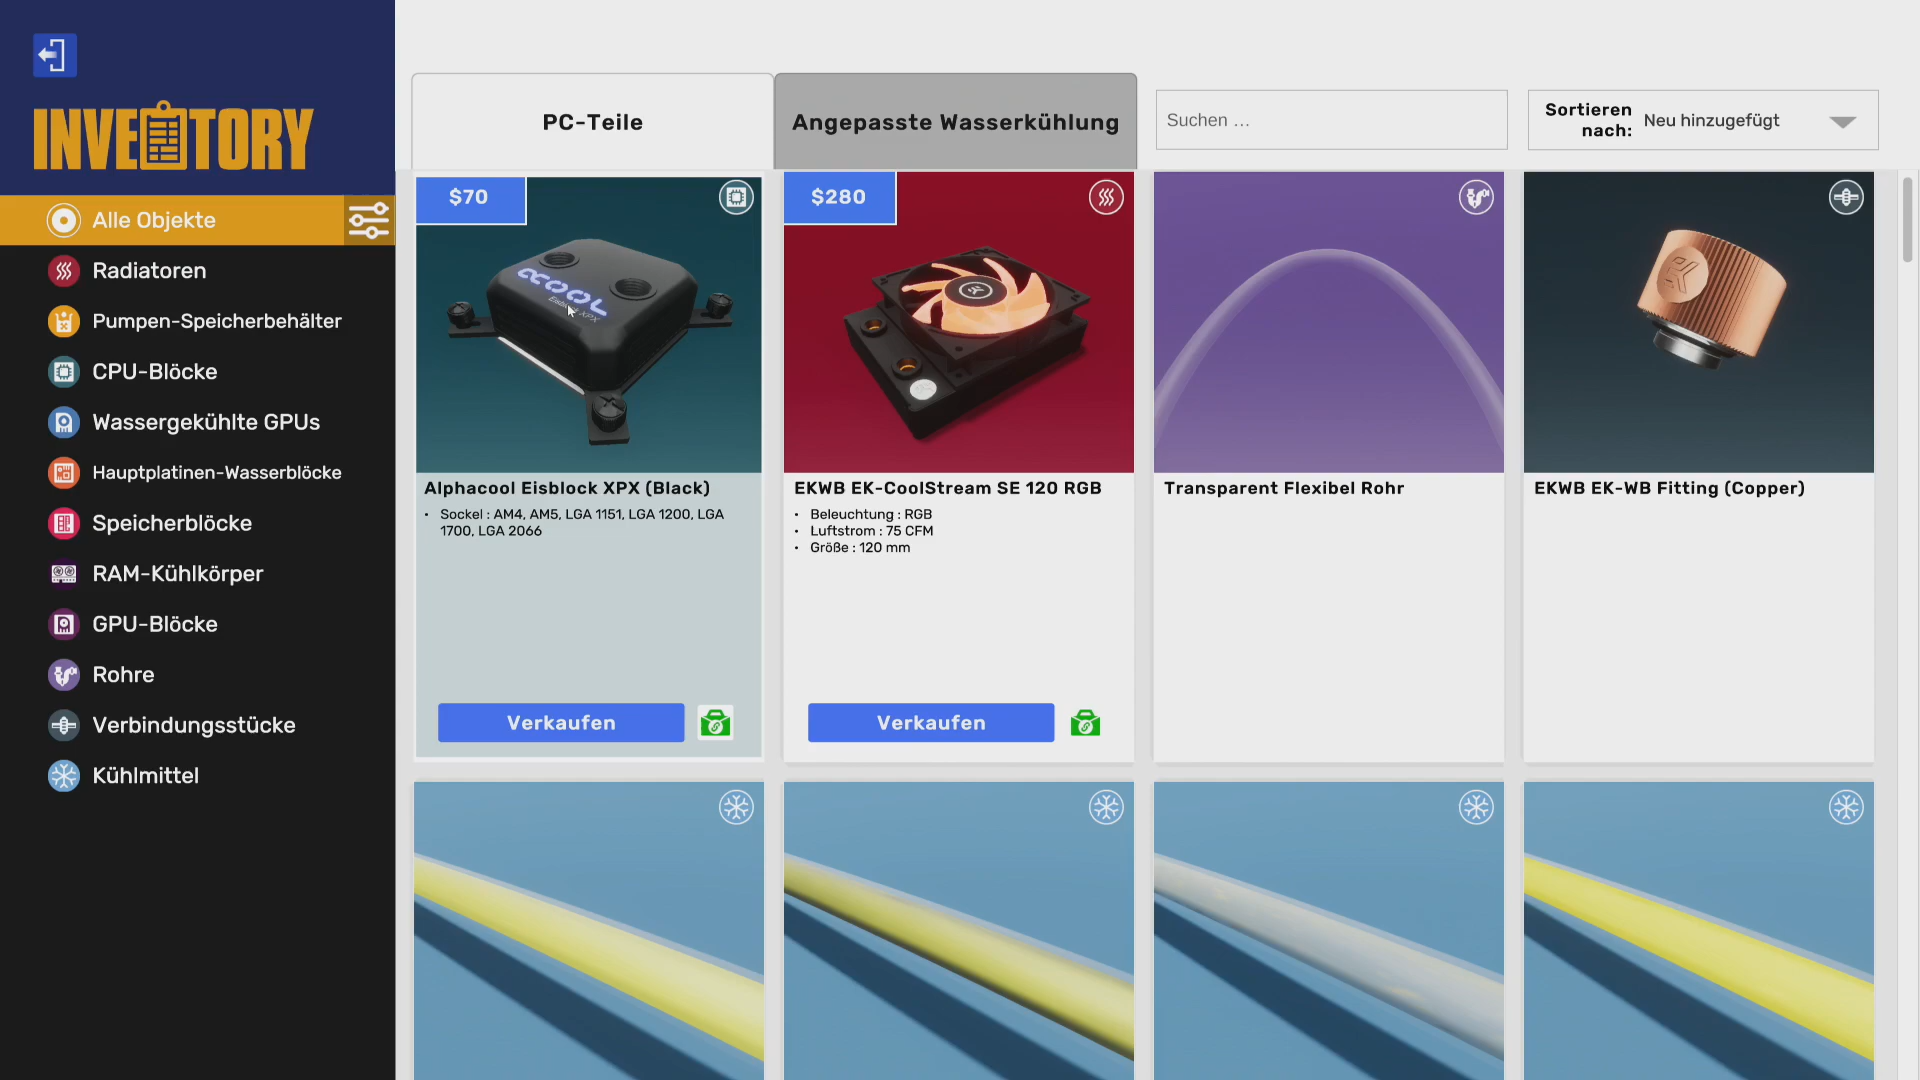 INVENTORY
Alle Objekte
Radiatoren
Pumpen-Speicherbehälter
CPU-Blöcke
Wassergekühlte GPUs
Hauptplatinen-Wasserblöcke
Speicherblöcke
RAM-Kühlkörper
GPU-Blöcke
Rohre
Verbindungsstücke
Kühlmittel
PC-Teile
Angepasste Wasserkühlung
Suchen ...
Sortieren
nach:
Neu hinzugefügt
$70
acool
Eisblock XPX
Alphacool Eisblock XPX (Black)
• Sockel : AM4, AM5, LGA 1151, LGA 1200, LGA
1700, LGA 2066
Verkaufen
$280
EKWB EK-CoolStream SE 120 RGB
• Beleuchtung : RGB
• Luftstrom : 75 CFM
• Größe : 120 mm
Verkaufen
Transparent Flexibel Rohr
EKWB EK-WB Fitting (Copper)